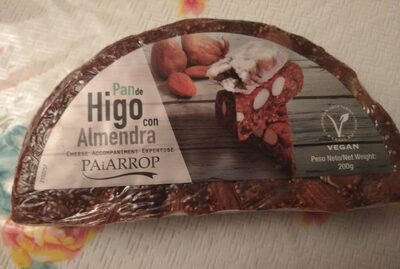 Pan de
Higo
con
Almendra
CHEESE ACCOMPANIMENT EXPERTISE
PAiARROP
VEGAN
Peso Neto/Net Weight:
200g